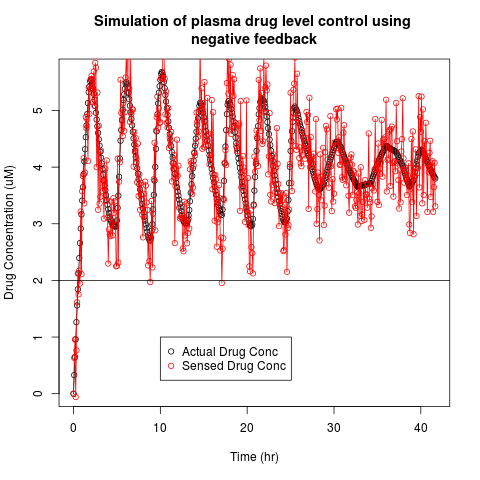 Simulation of plasma drug level control using
negative feedback
Drug Concentration (uM)
5
4
3
2
1
0
Actual Drug Conc
Sensed Drug Conc
0 10 20 30 40
Time (hr)